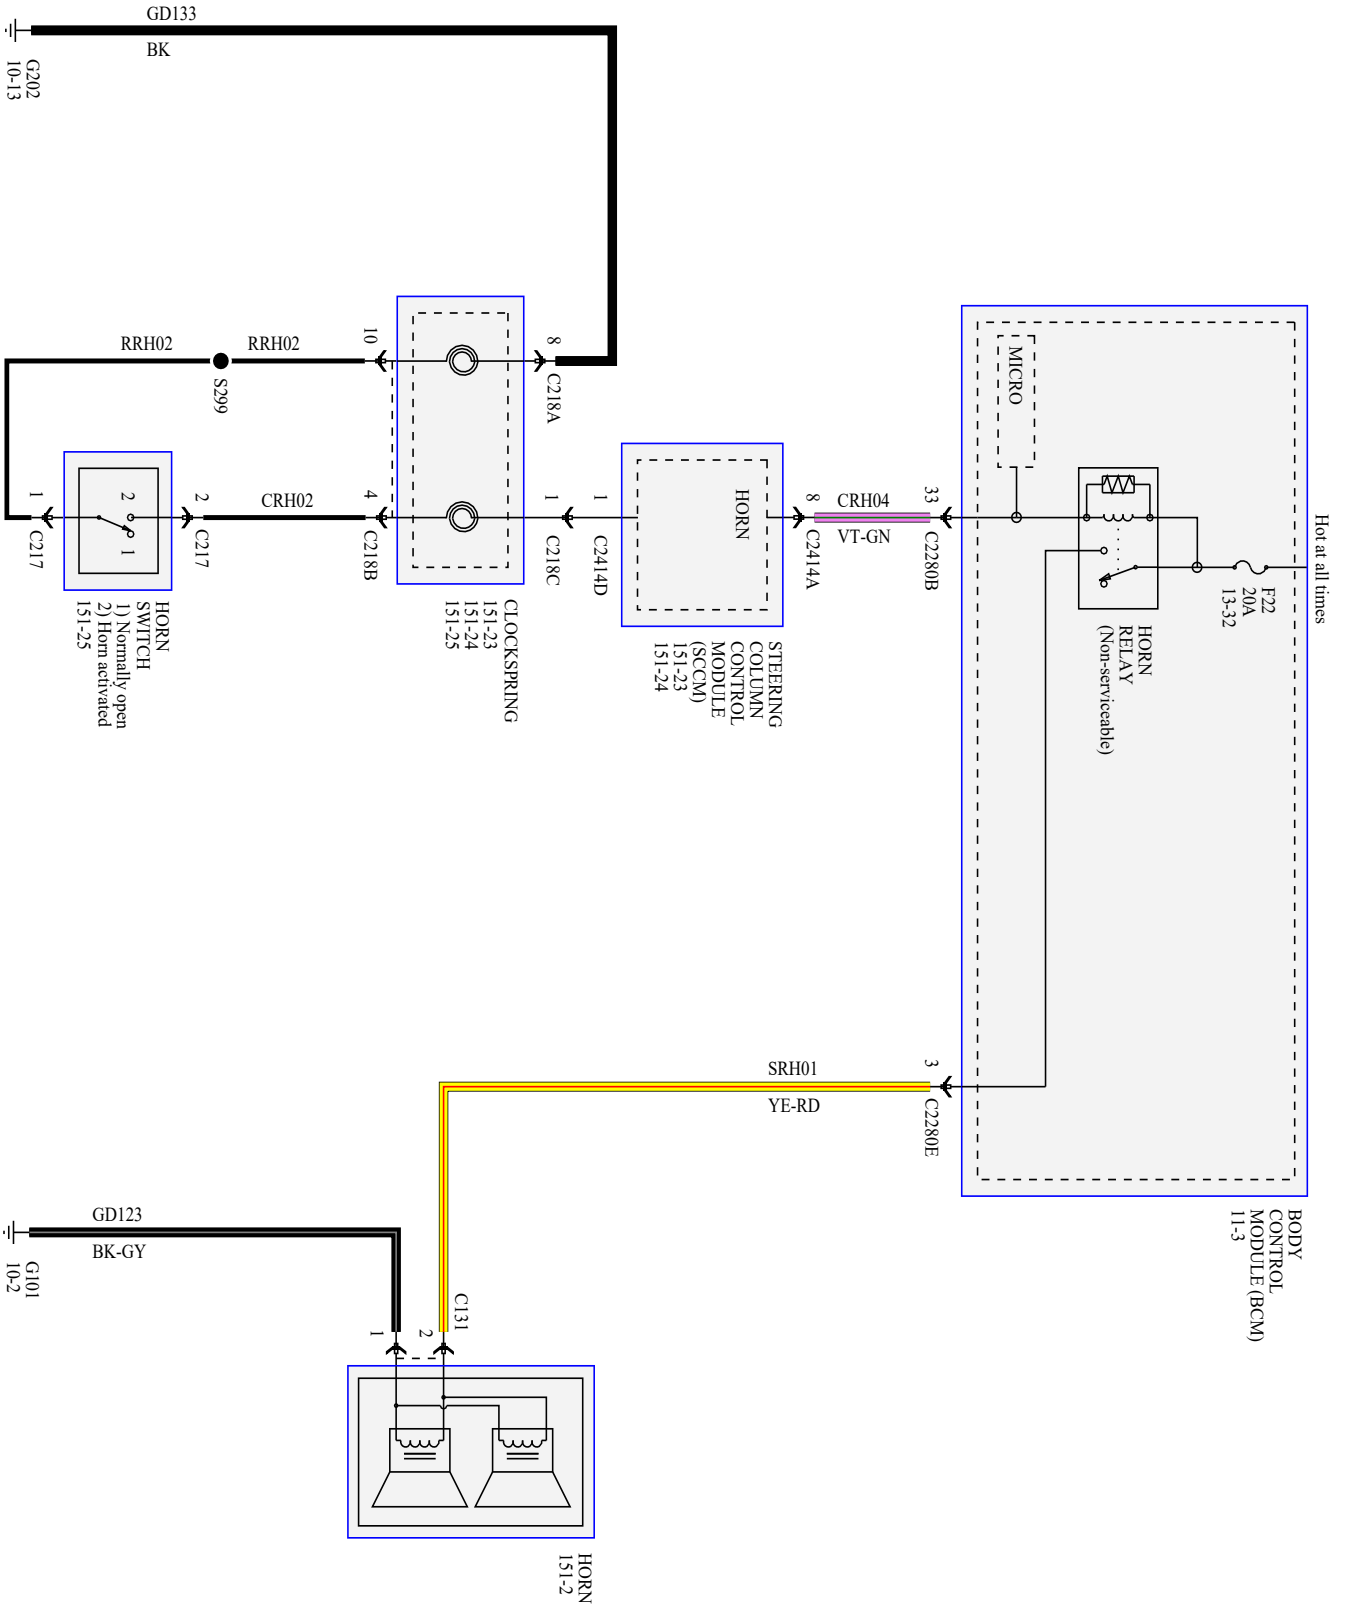 GD133
BK
G202
10-13
Hot at all times
F22
20A
13-32
MICRO
HORN
RELAY
(Non-serviceable)
BODY
CONTROL
MODULE (BCM)
11-3
33
C2280B
CRH04
VT-GN
8
C2414A
HORN
STEERING
COLUMN
CONTROL
MODULE
(SCCM)
151-23
151-24
1
C2414D
1
C218C
8
C218A
CLOCKSPRING
151-23
151-24
151-25
10
4
C218B
RRH02
RRH02
S299
CRH02
2
C217
1
C217
2
1
HORN
SWITCH
1) Normally open
2) Horn activated
151-25
3
C2280E
SRH01
YE-RD
GD123
BK-GY
G101
10-2
C131
1
2
HORN
151-2